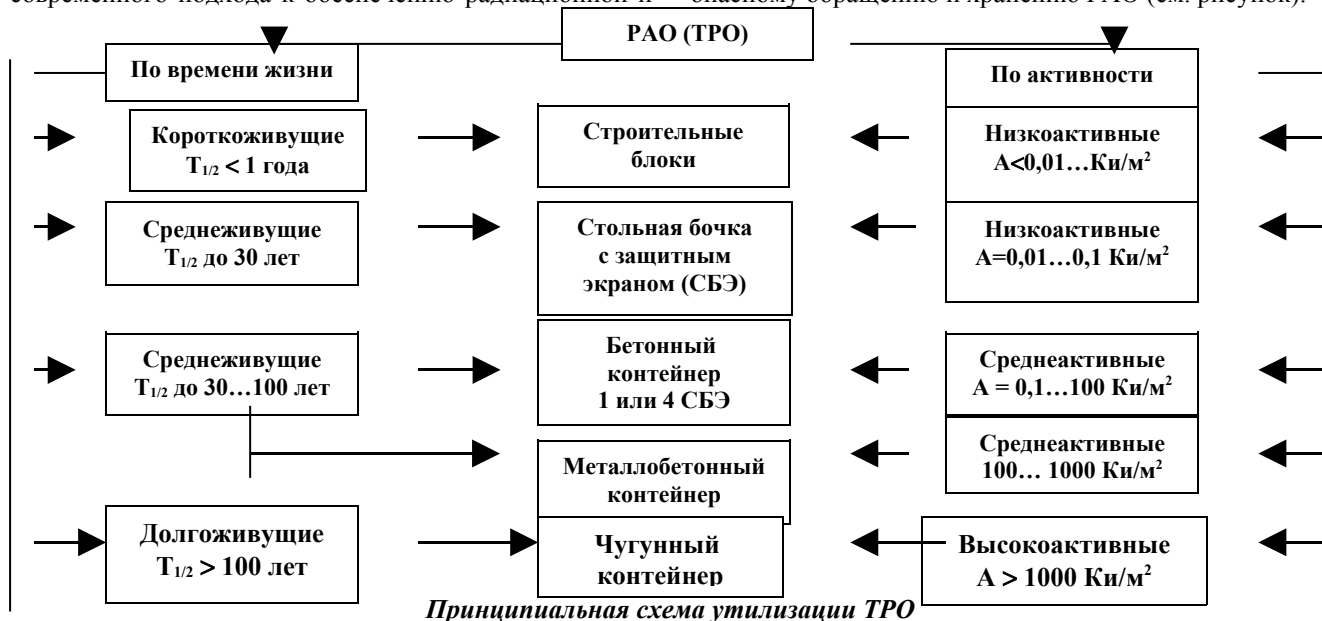 современного подхода к обеспечению радиационной и
опасному обращению и хранению РАО (см. рисунок).
РАО (ТРО)
По времени жизни
По активности
Короткоживущие
T1/2 < 1 года
Строительные
блоки
Низкоактивные
А<0,01…Ки/м²
Среднеживущие
T1/2 до 30 лет
Стольная бочка
с защитным
экраном (СБЭ)
Низкоактивные
А=0,01…0,1 Ки/м²
Среднеживущие
T1/2 до 30…100 лет
Бетонный
контейнер
1 или 4 СБЭ
Среднеактивные
А = 0,1…100 Ки/м²
Металлобетонный
контейнер
Среднеактивные
100… 1000 Ки/м²
Долгоживущие
T1/2 > 100 лет
Чугунный
контейнер
Высокоактивные
А > 1000 Ки/м²
Принципиальная схема утилизации ТРО